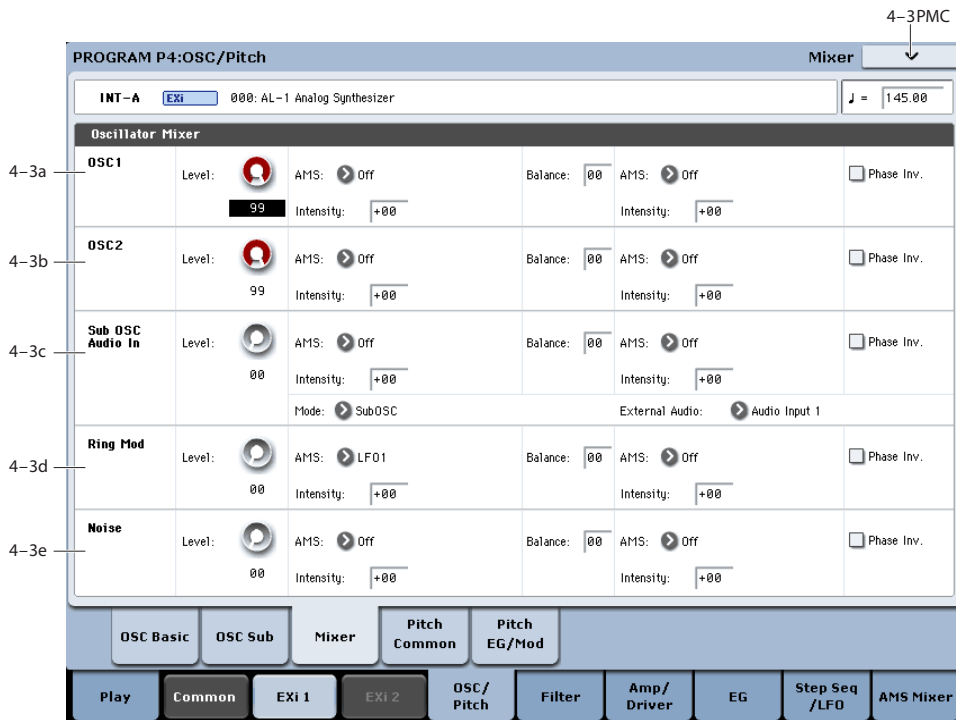 4–3PMC
PROGRAM P4:OSC/Pitch Mixer
INT-A EXi 000: AL-1 Analog Synthesizer ♩ = 145.00
Oscillator Mixer
4–3a OSC1 Level: AMS: Off Balance: 00 AMS: Off Phase Inv.
99 Intensity: +00 Intensity: +00
4–3b OSC2 Level: AMS: Off Balance: 00 AMS: Off Phase Inv.
99 Intensity: +00 Intensity: +00
Sub OSC
4–3c Audio In Level: AMS: Off Balance: 00 AMS: Off Phase Inv.
00 Intensity: +00 Intensity: +00
Mode: SubOSC External Audio: Audio Input 1
4–3d Ring Mod Level: AMS: LFO1 Balance: 00 AMS: Off Phase Inv.
00 Intensity: +00 Intensity: +00
4–3e Noise Level: AMS: Off Balance: 00 AMS: Off Phase Inv.
00 Intensity: +00 Intensity: +00
OSC Basic OSC Sub Mixer Pitch Common Pitch EG/Mod
Play Common EXi 1 EXi 2 OSC/ Pitch Filter Amp/ Driver EG Step Seq /LFO AMS Mixer